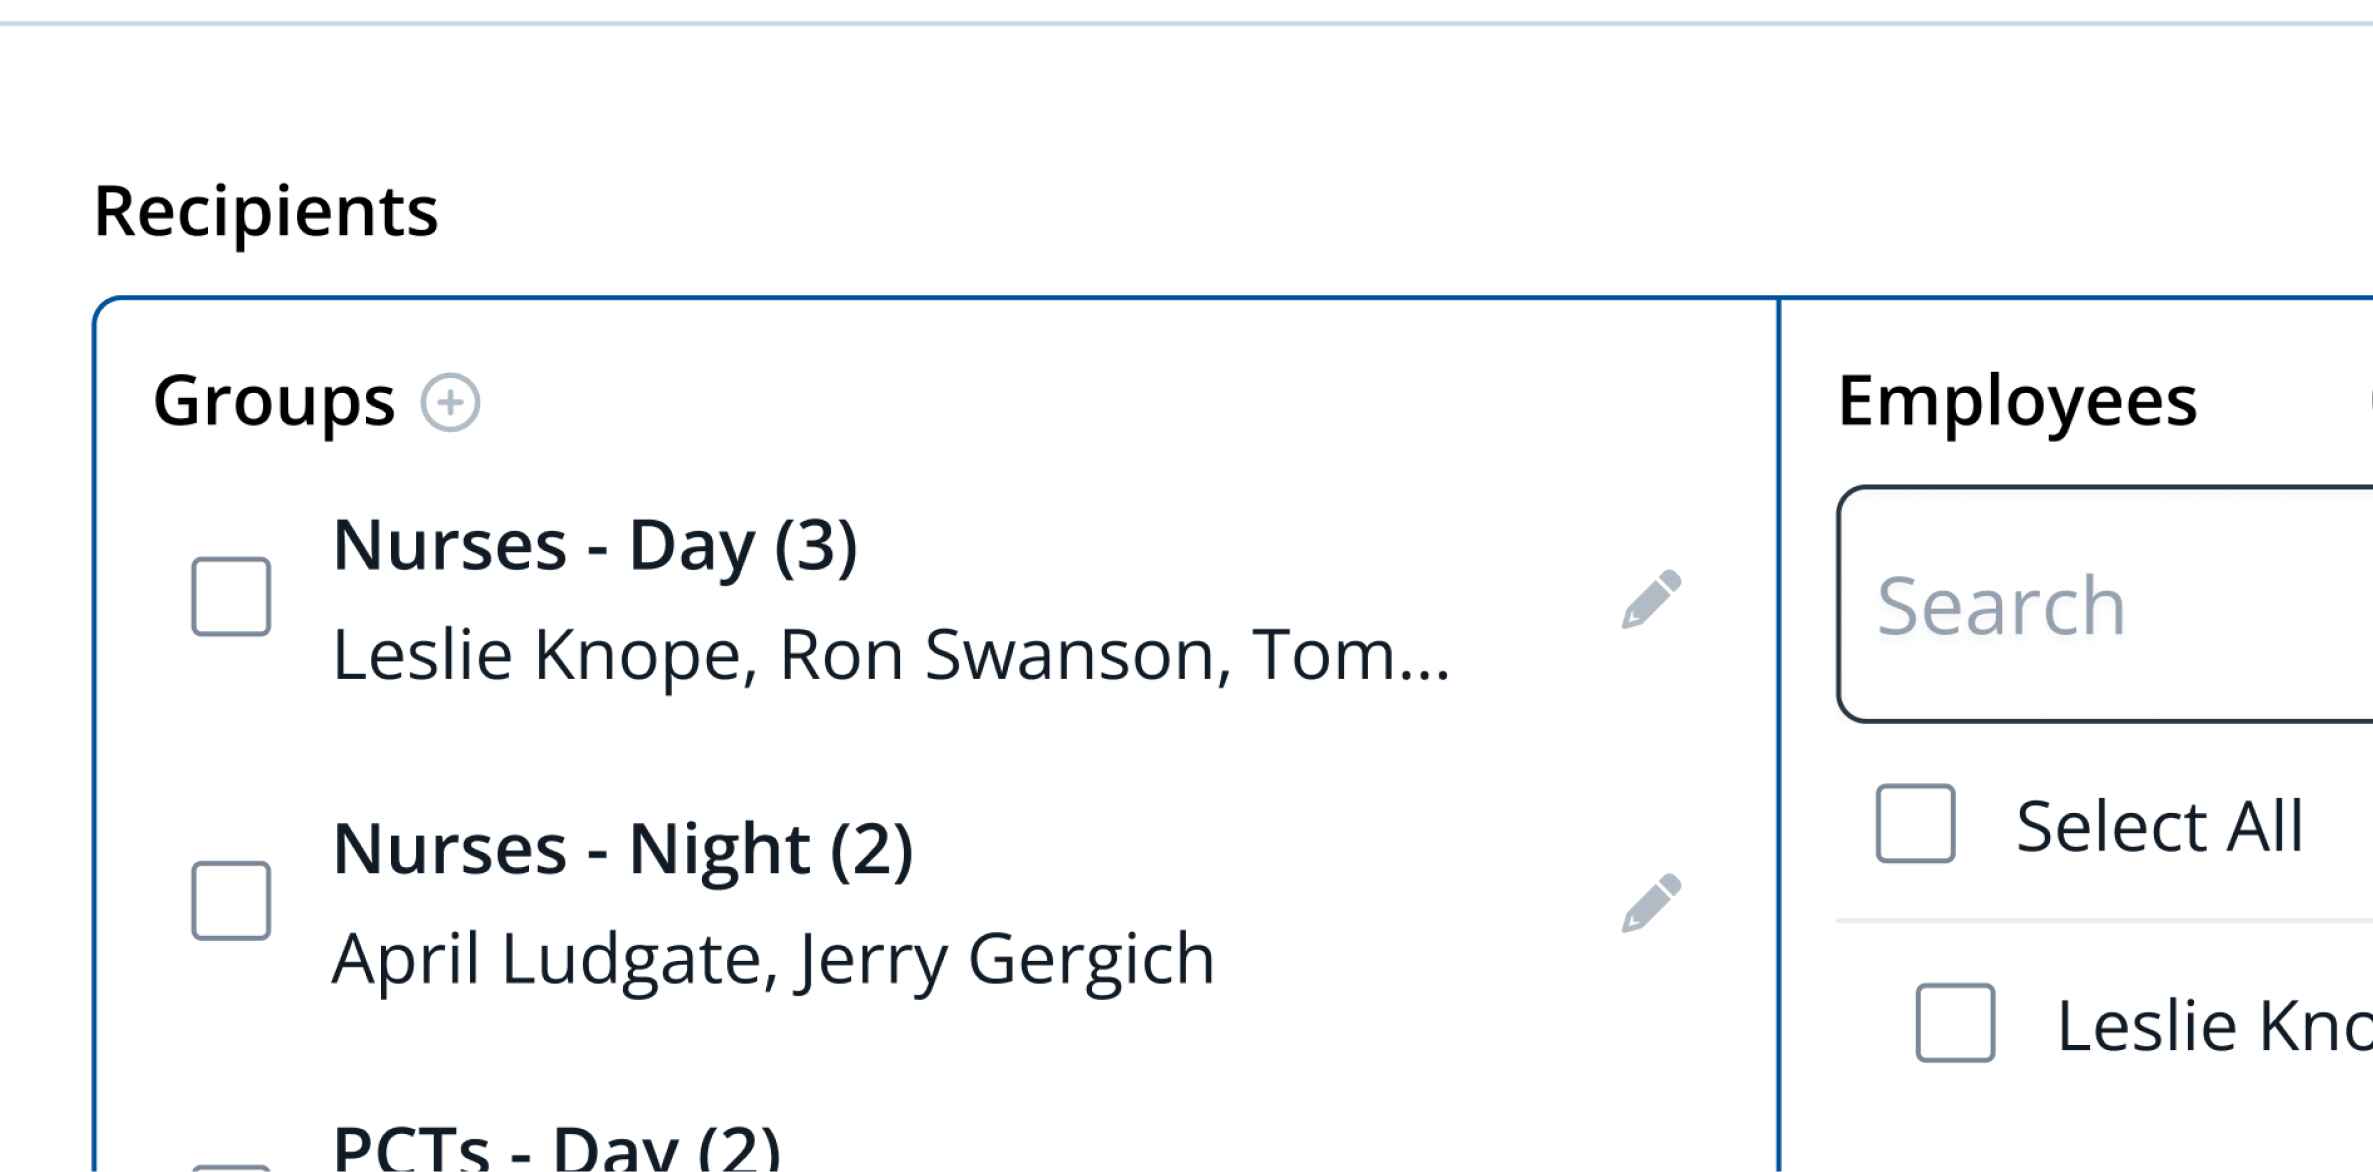 Recipients
Groups
Nurses - Day (3)
Leslie Knope, Ron Swanson, Tom...
Nurses - Night (2)
April Ludgate, Jerry Gergich
PCTs - Day (2)
Employees
Search
Select All
Leslie Kno